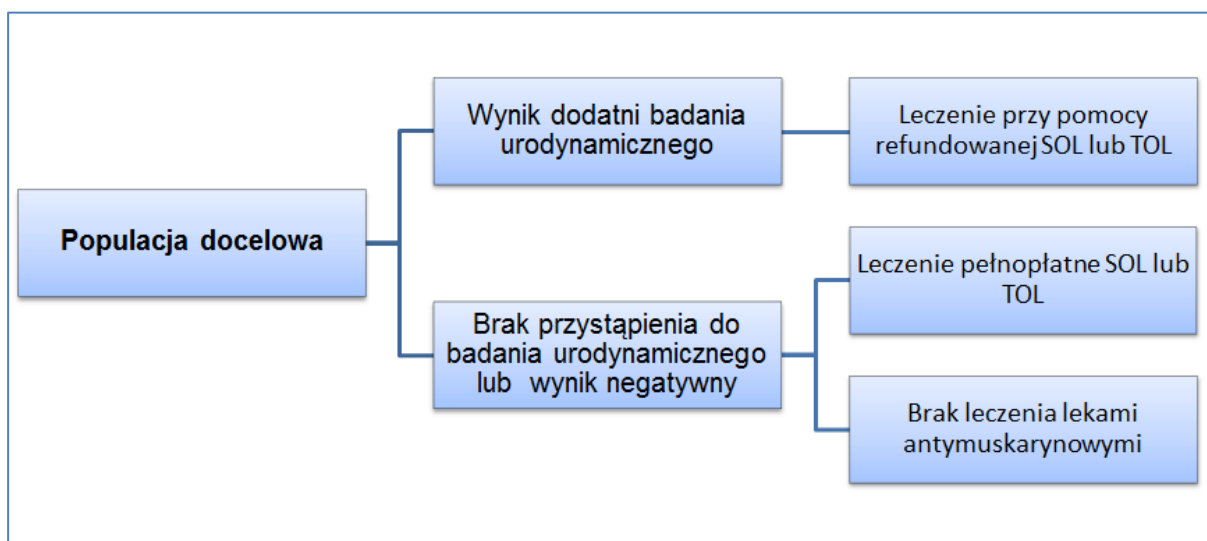 Populacja docelowa
Wynik dodatni badania
urodynamicznego
Leczenie przy pomocy
refundowanej SOL lub TOL
Brak przystąpienia do
badania urodynamicznego
lub wynik negatywny
Leczenie pełnopłatne SOL lub
TOL
Brak leczenia lekami
antymuskarynowymi